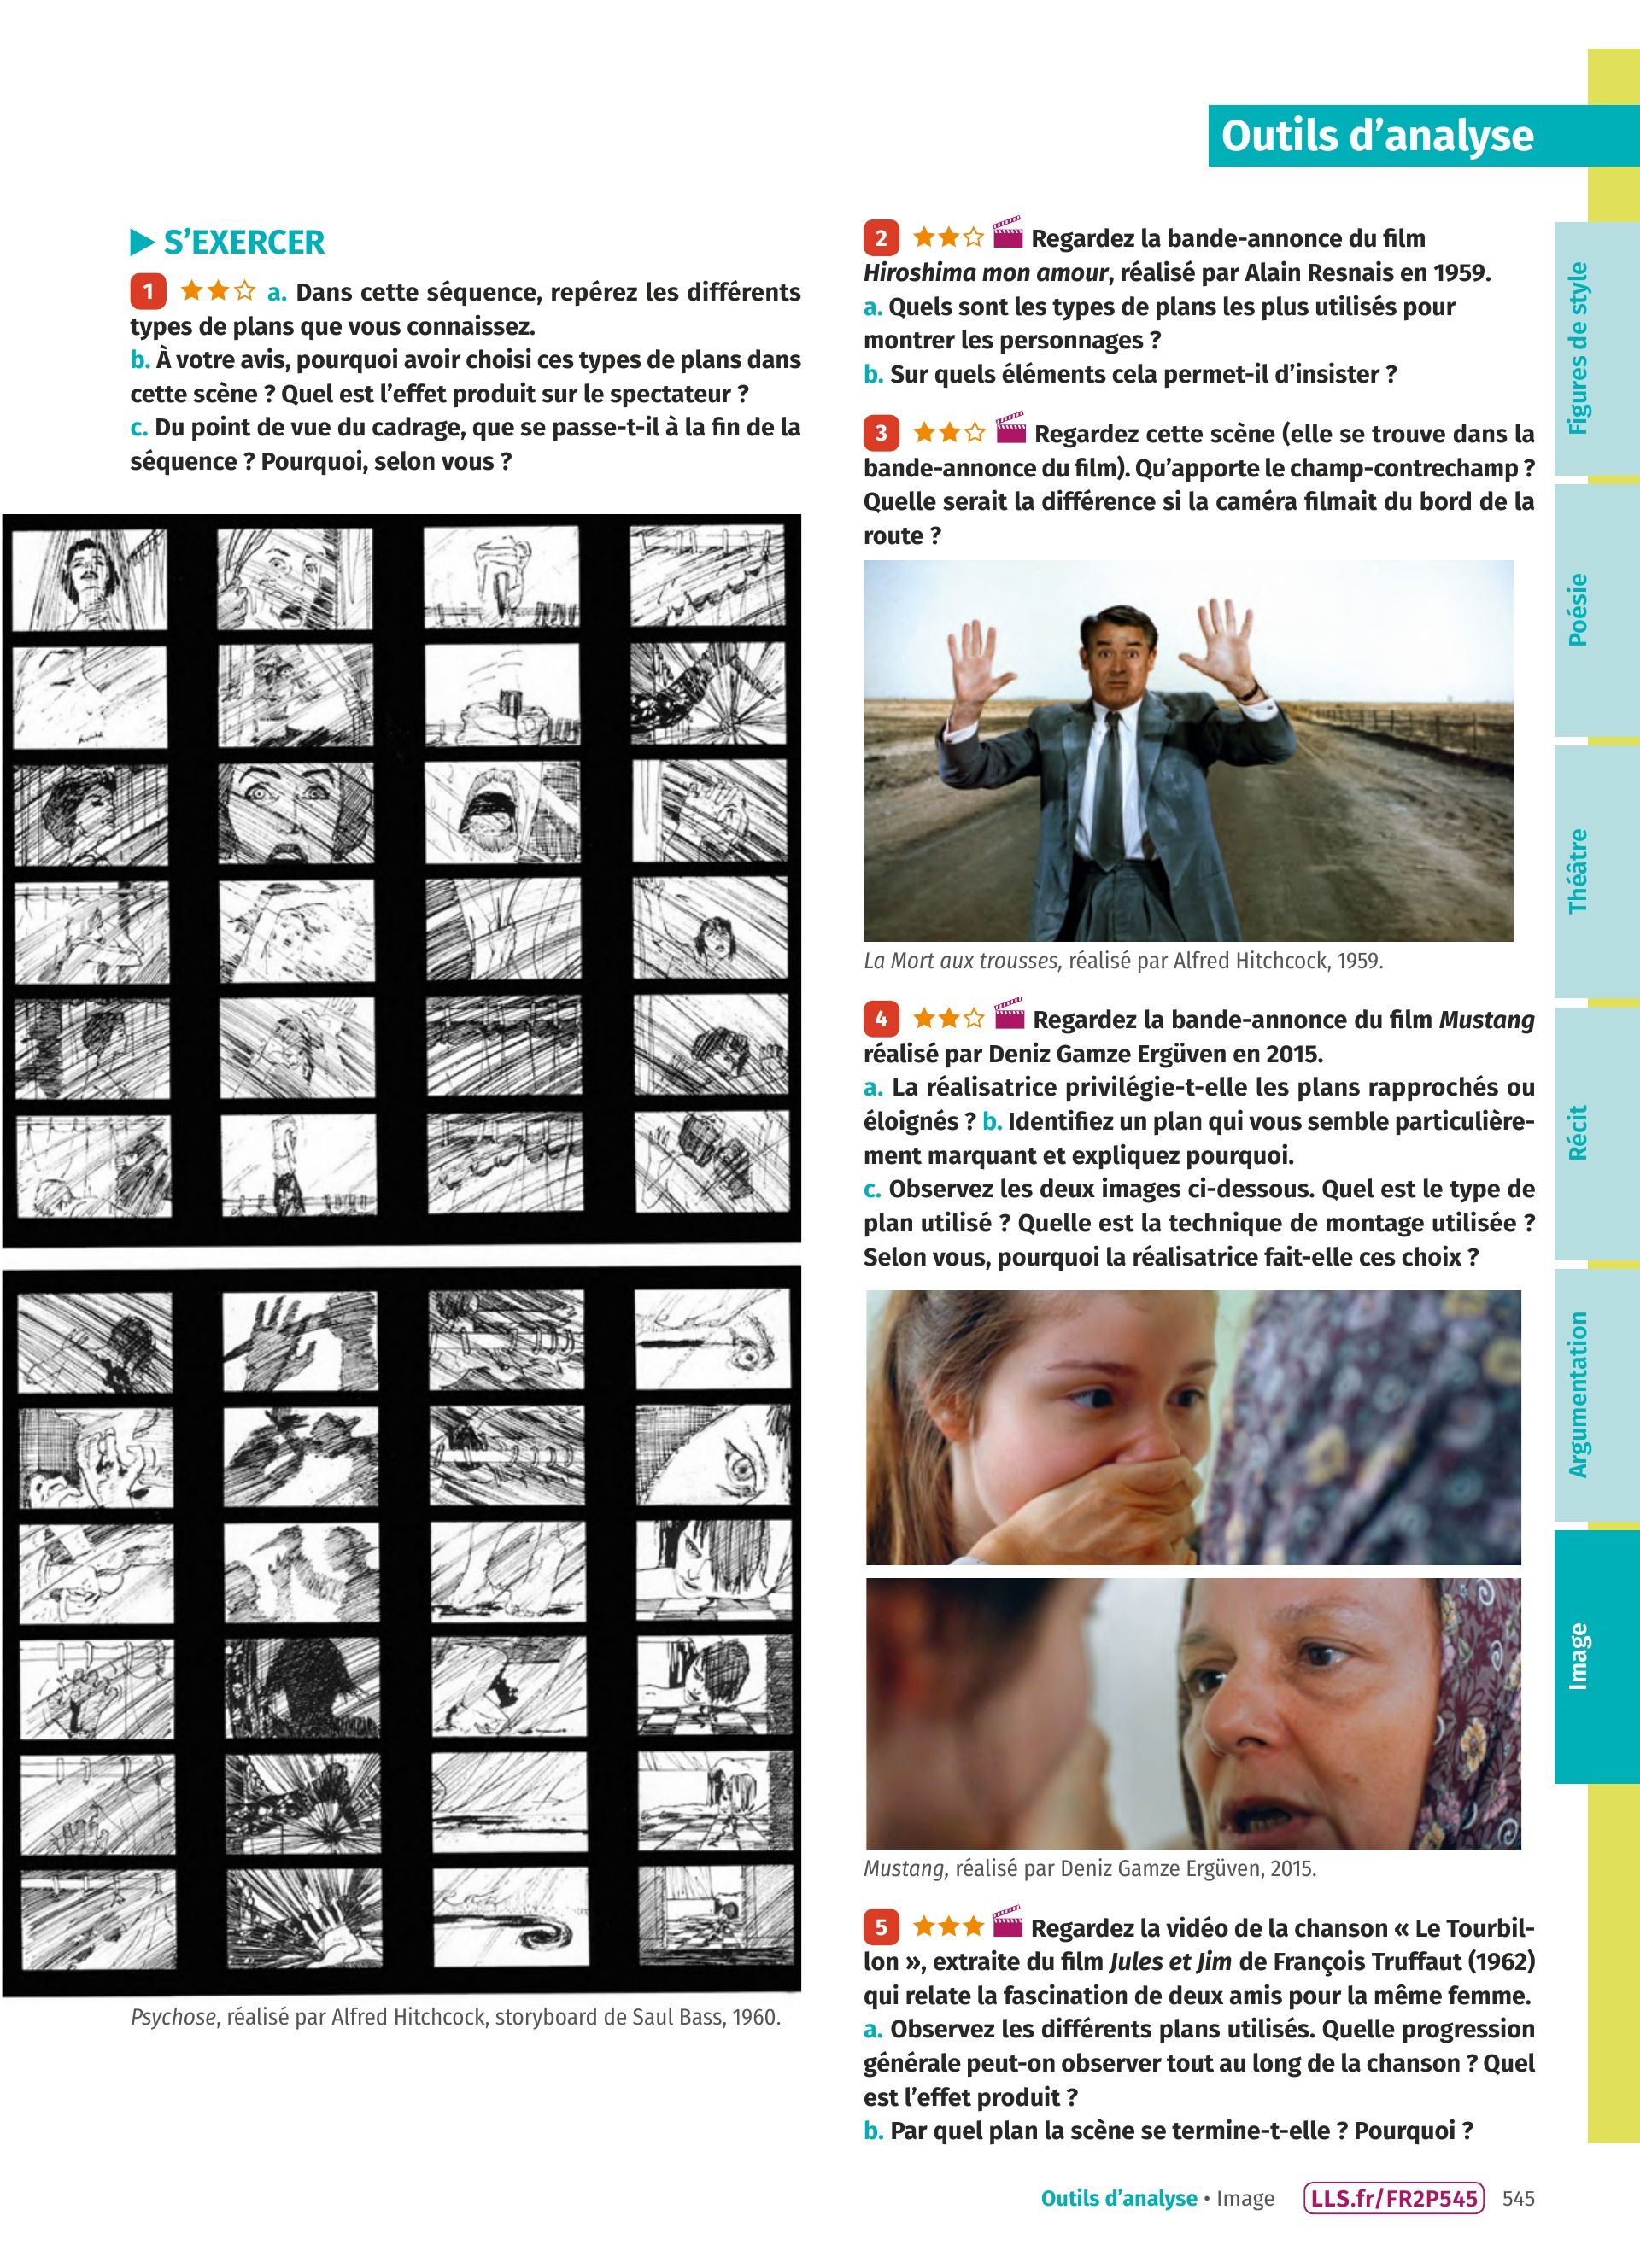 Outils d'analyse
S'EXERCER
1 a. Dans cette séquence, repérez les différents
types de plans que vous connaissez.
b. À votre avis, pourquoi avoir choisi ces types de plans dans
cette scène ? Quel est l'effet produit sur le spectateur ?
c. Du point de vue du cadrage, que se passe-t-il à la fin de la
séquence ? Pourquoi, selon vous ?
Psychose, réalisé par Alfred Hitchcock, storyboard de Saul Bass, 1960.
2 Regardez la bande-annonce du film
Hiroshima mon amour, réalisé par Alain Resnais en 1959.
a. Quels sont les types de plans les plus utilisés pour
montrer les personnages ?
b. Sur quels éléments cela permet-il d'insister ?
3 Regardez cette scène (elle se trouve dans la
bande-annonce du film). Qu'apporte le champ-contrechamp ?
Quelle serait la différence si la caméra filmait du bord de la
route ?
La Mort aux trousses, réalisé par Alfred Hitchcock, 1959.
4 Regardez la bande-annonce du film Mustang
réalisé par Deniz Gamze Ergüven en 2015.
a. La réalisatrice privilégie-t-elle les plans rapprochés ou
éloignés ? b. Identifiez un plan qui vous semble particulière-
ment marquant et expliquez pourquoi.
c. Observez les deux images ci-dessous. Quel est le type de
plan utilisé ? Quelle est la technique de montage utilisée ?
Selon vous, pourquoi la réalisatrice fait-elle ces choix ?
Mustang, réalisé par Deniz Gamze Ergüven, 2015.
5 Regardez la vidéo de la chanson « Le Tourbil-
lon », extraite du film Jules et Jim de François Truffaut (1962)
qui relate la fascination de deux amis pour la même femme.
a. Observez les différents plans utilisés. Quelle progression
générale peut-on observer tout au long de la chanson ? Quel
est l'effet produit ?
b. Par quel plan la scène se termine-t-elle ? Pourquoi ?
Figures de style
Poésie
Théâtre
Récit
Argumentation
Image
Outils d'analyse • Image LLS.fr/FR2P545 545